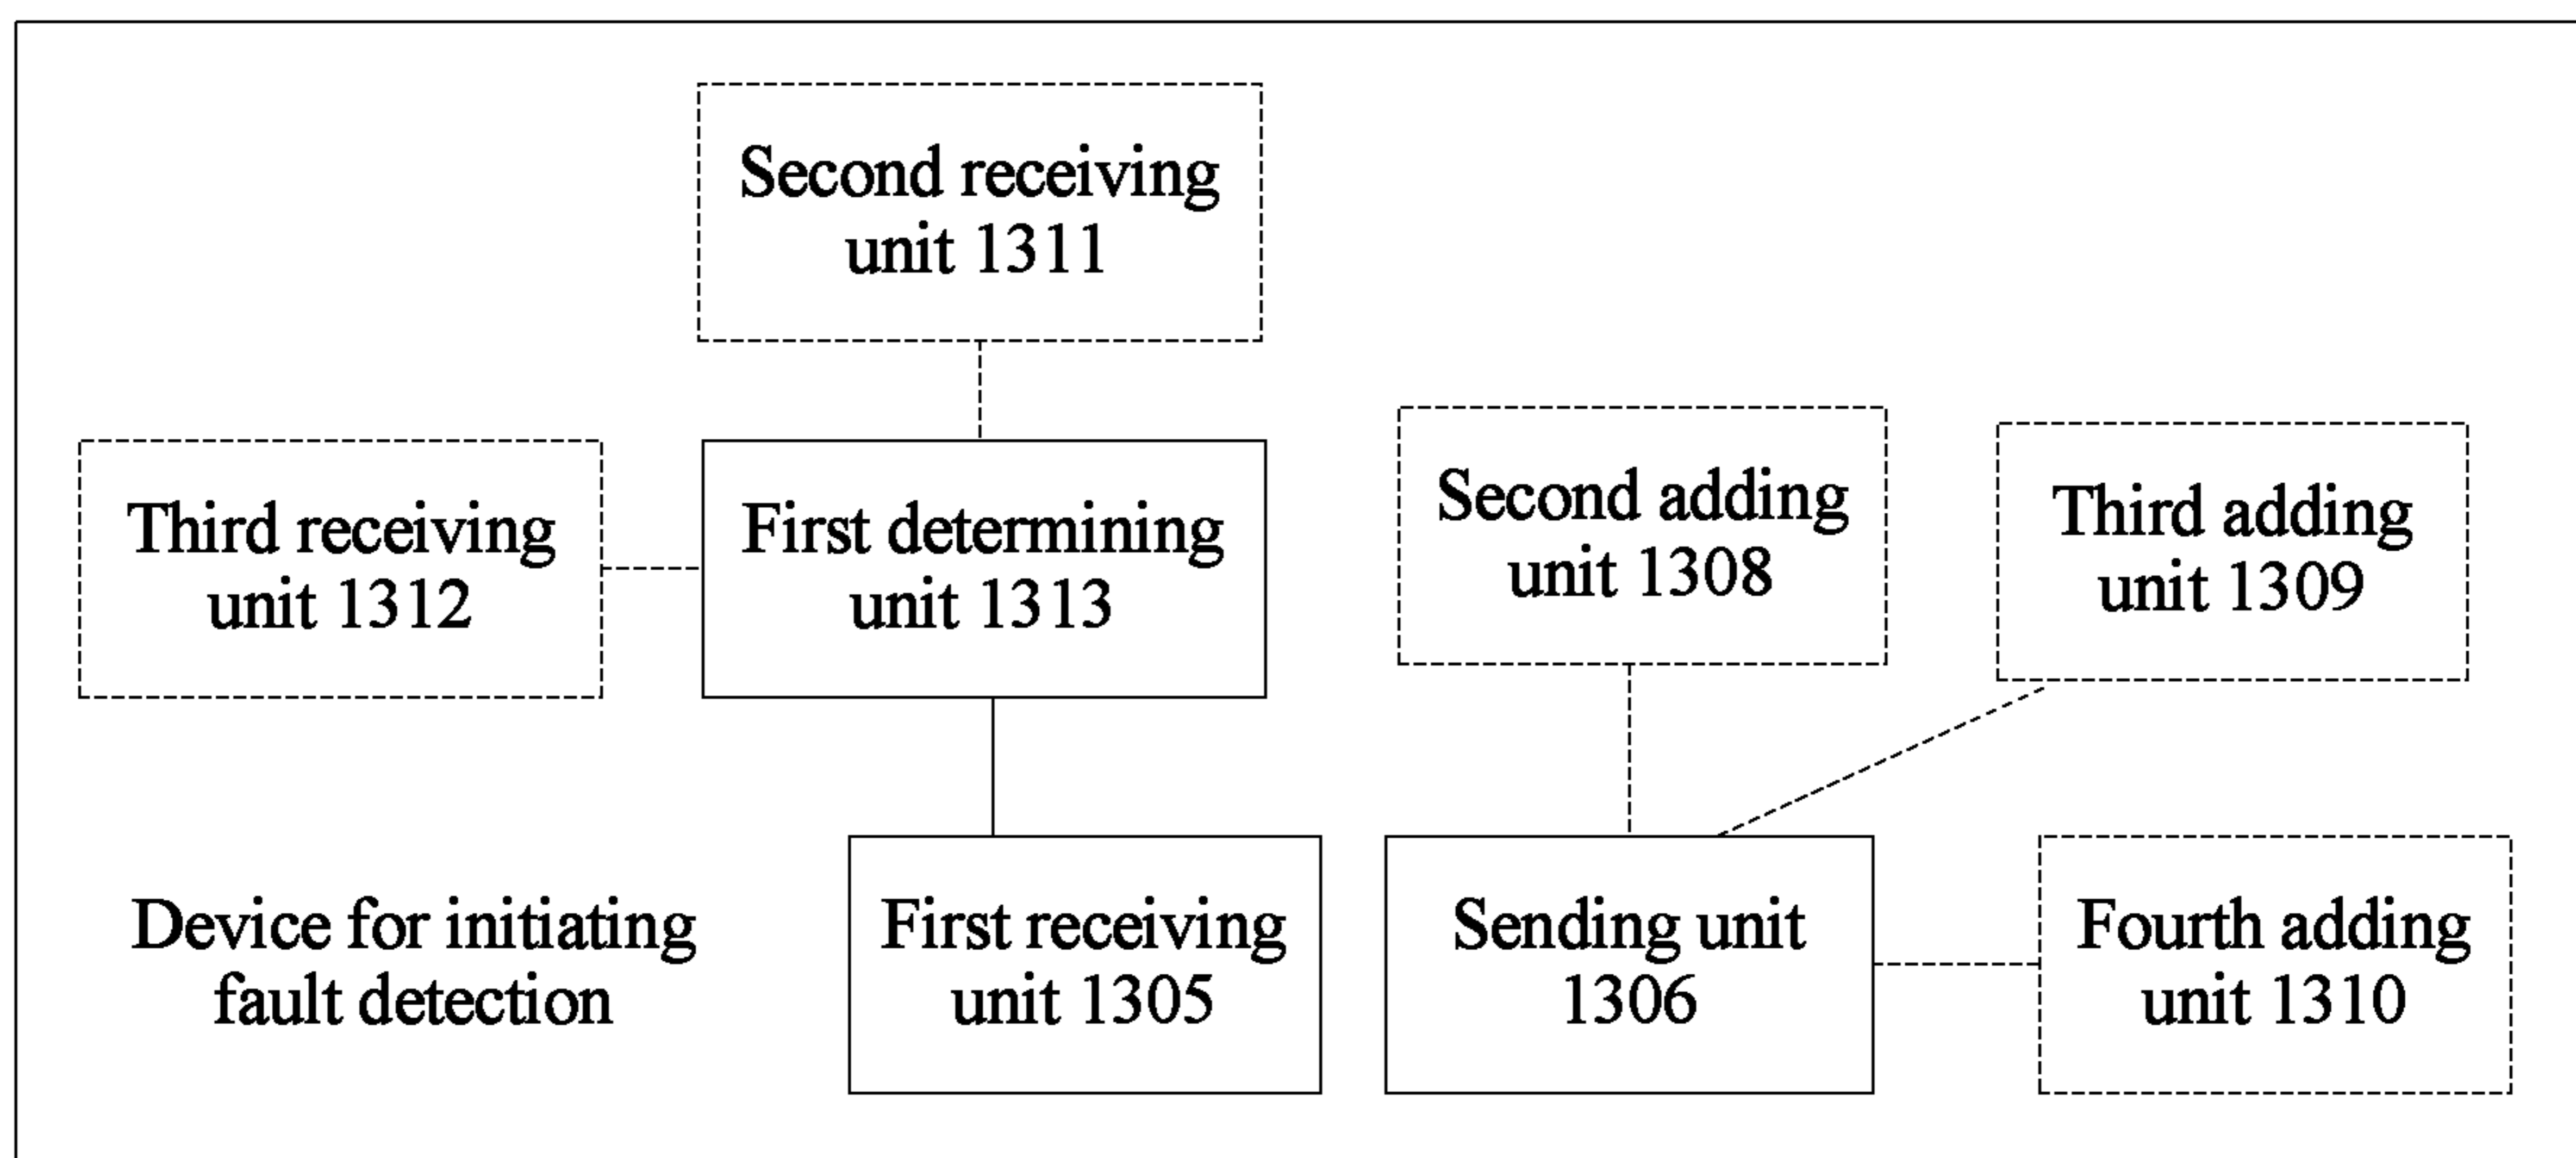 Second receiving
unit 1311
Third receiving
unit 1312
First determining
unit 1313
Second adding
unit 1308
Third adding
unit 1309
Device for initiating
fault detection
First receiving
unit 1305
Sending unit
1306
Fourth adding
unit 1310